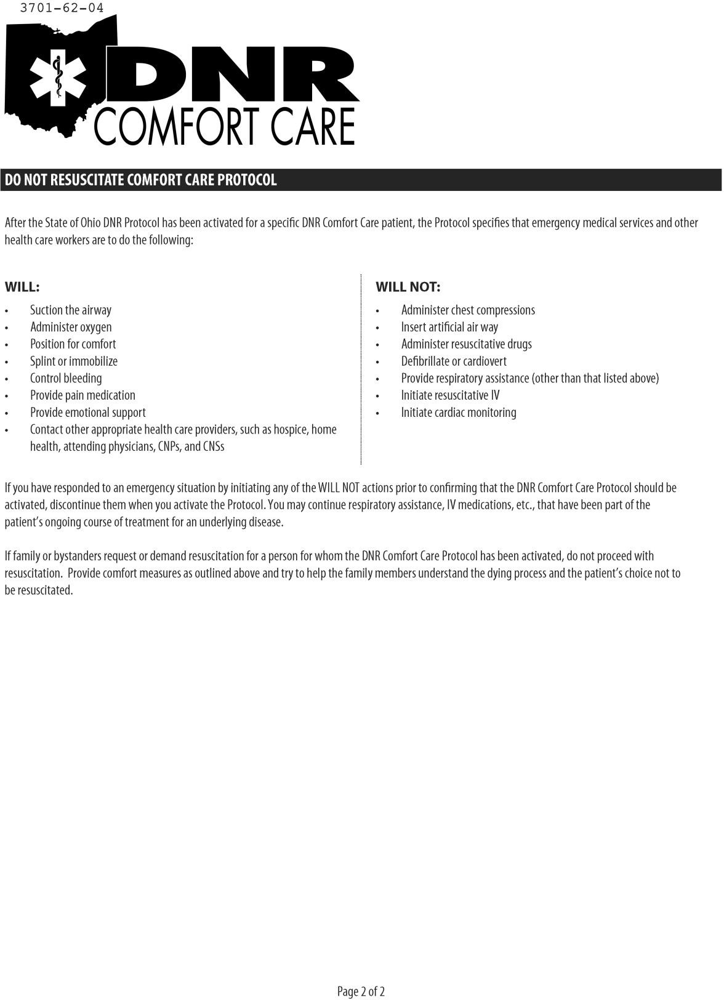 3701-62-04
DNR
COMFORT CARE
DO NOT RESUSCITATE COMFORT CARE PROTOCOL
After the State of Ohio DNR Protocol has been activated for a specific DNR Comfort Care patient, the Protocol specifies that emergency medical services and other
health care workers are to do the following:
WILL:
• Suction the airway
• Administer oxygen
• Position for comfort
• Splint or immobilize
• Control bleeding
• Provide pain medication
• Provide emotional support
• Contact other appropriate health care providers, such as hospice, home
health, attending physicians, CNPs, and CNSs
WILL NOT:
• Administer chest compressions
• Insert artificial air way
• Administer resuscitative drugs
• Defibrillate or cardiovert
• Provide respiratory assistance (other than that listed above)
• Initiate resuscitative IV
• Initiate cardiac monitoring
If you have responded to an emergency situation by initiating any of the WILL NOT actions prior to confirming that the DNR Comfort Care Protocol should be
activated, discontinue them when you activate the Protocol. You may continue respiratory assistance, IV medications, etc., that have been part of the
patient's ongoing course of treatment for an underlying disease.
If family or bystanders request or demand resuscitation for a person for whom the DNR Comfort Care Protocol has been activated, do not proceed with
resuscitation.  Provide comfort measures as outlined above and try to help the family members understand the dying process and the patient's choice not to
be resuscitated.
Page 2 of 2